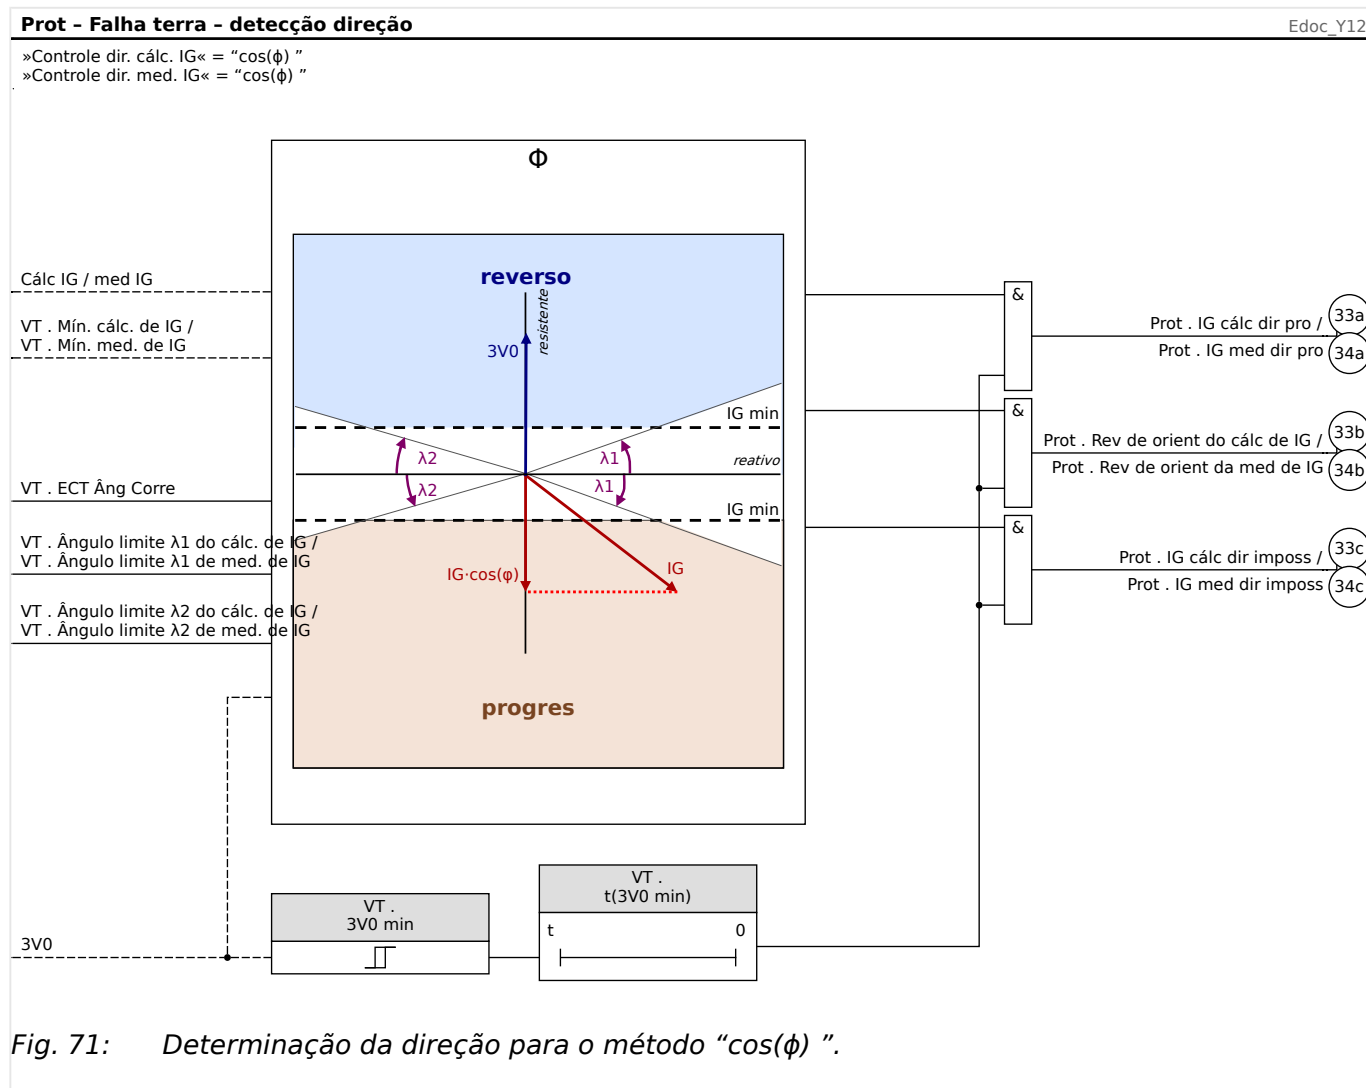 Prot – Falha terra – detecção direção
Edoc_Y12
»Controle dir. cálc. IG« = “cos(ϕ) ”
»Controle dir. med. IG« = “cos(ϕ) ”
Φ
Cálc IG / med IG
VT . Mín. cálc. de IG /
VT . Mín. med. de IG
VT . ECT Âng Corre
VT . Ângulo limite λ1 do cálc. de IG /
VT . Ângulo limite λ1 de med. de IG
VT . Ângulo limite λ2 do cálc. de IG /
VT . Ângulo limite λ2 de med. de IG
3V0
reverso
resistente
3V0
IG min
reativo
λ2
λ1
λ2
λ1
IG min
IG·cos(φ)
IG
progres
&
Prot . IG cálc dir pro /
33a
Prot . IG med dir pro
34a
&
Prot . Rev de orient do cálc de IG /
33b
Prot . Rev de orient da med de IG
34b
&
Prot . IG cálc dir imposs /
33c
Prot . IG med dir imposs
34c
VT .
3V0 min
VT .
t(3V0 min)
t
0
Fig. 71: Determinação da direção para o método “cos(ϕ) ”.